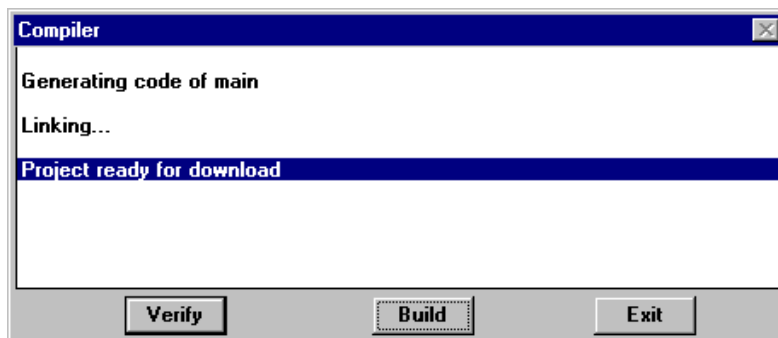 Compiler
Generating code of main
Linking...
Project ready for download
Verify Build Exit